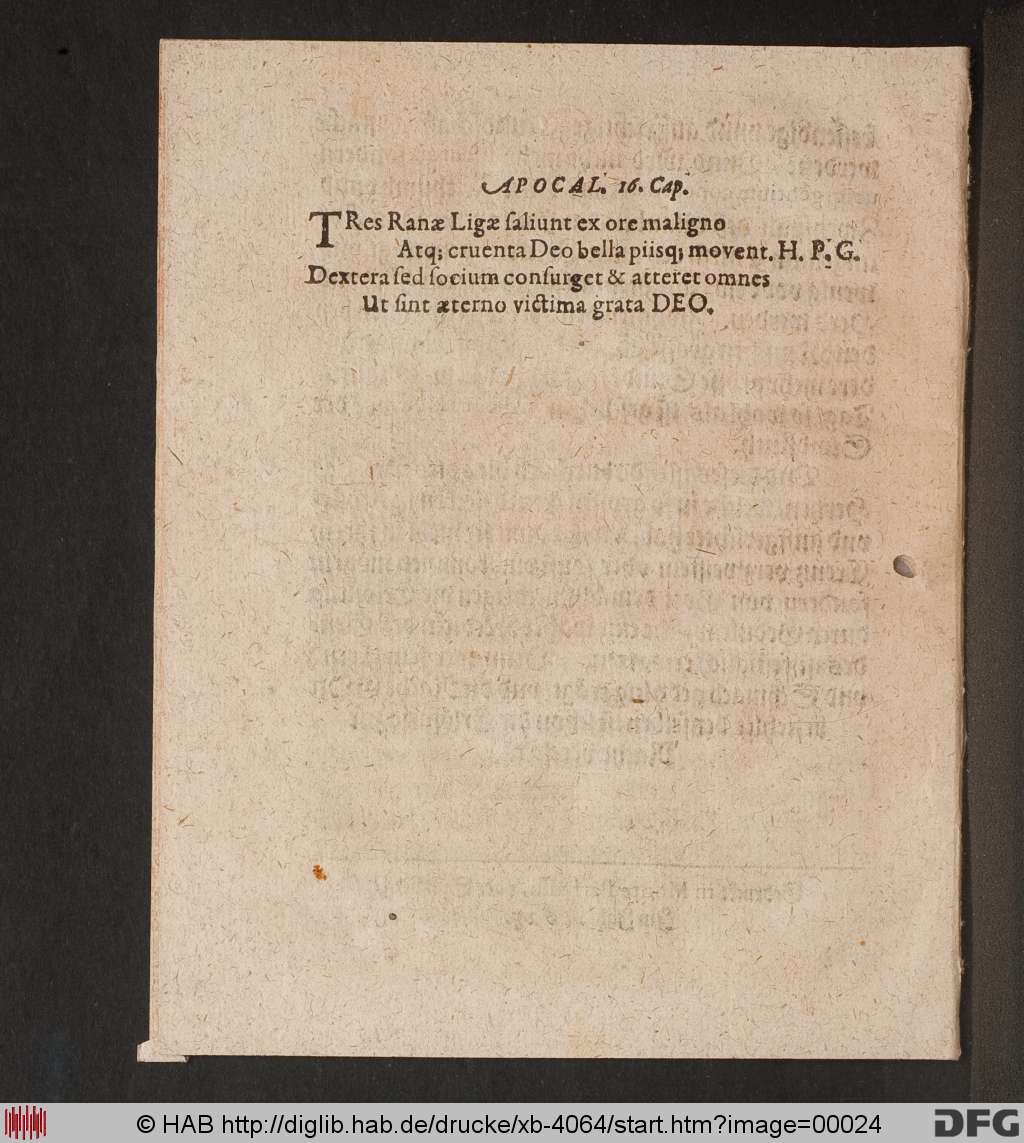 APOCAL. 16. Cap.
TRes Ranæ Ligæ ſaliunt ex ore maligno
Atq; cruenta Deo bella piisq; movent. H. P. G.
Dextera ſed ſocium conſurget & atteret omnes
Ut ſint æterno victima grata DEO.
© HAB http://diglib.hab.de/drucke/xb-4064/start.htm?image=00024
DFG